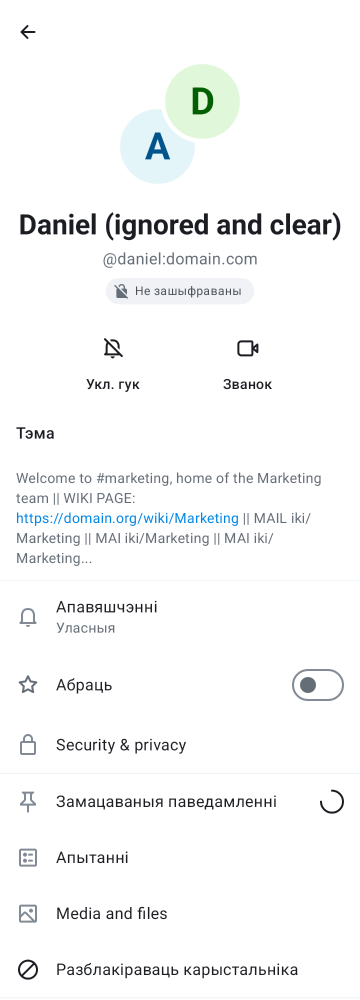 D
A
Daniel (ignored and clear)
@daniel:domain.com
Не зашыфраваны
Укл. гук
Званок
Тэма
Welcome to #marketing, home of the Marketing
team || WIKI PAGE:
https://domain.org/wiki/Marketing || MAIL iki/
Marketing || MAI iki/Marketing || MAI iki/
Marketing...
Апавяшчэнні
Уласныя
Абраць
Security & privacy
Замацаваныя паведамленні
Апытанні
Media and files
Разблакіраваць карыстальніка